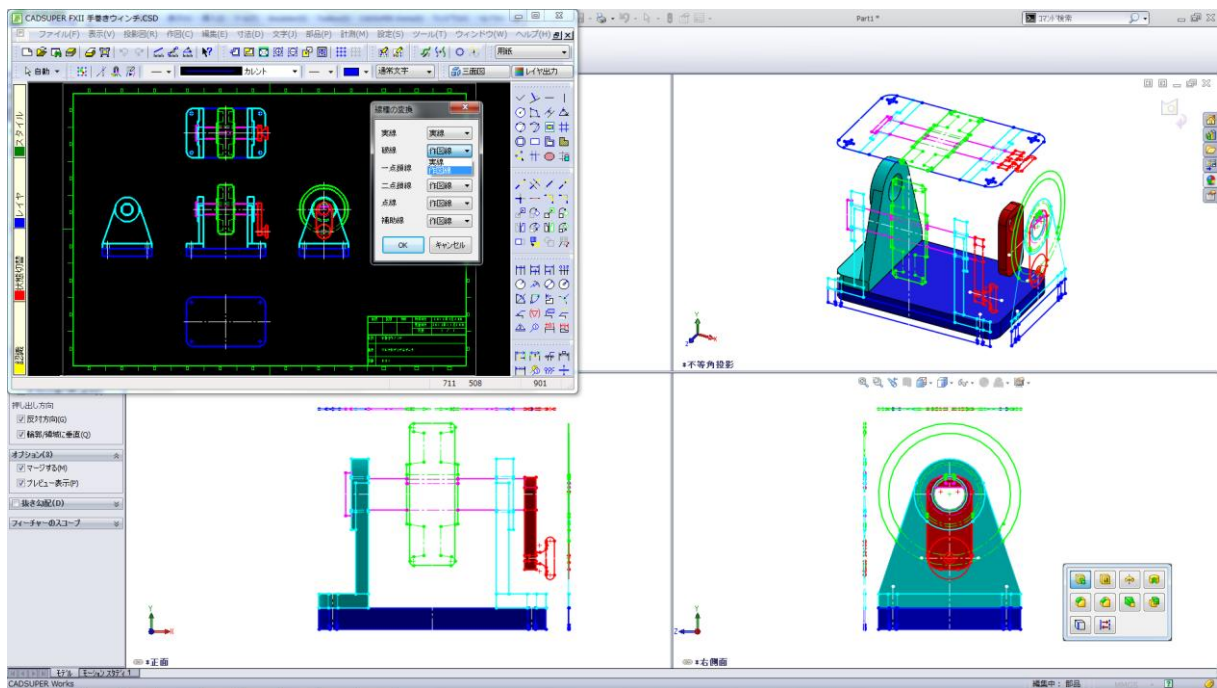 CADSUPER FXII 手巻きウィンチ.CSD
ファイル(F) 表示(V) 投影図(R) 作図(C) 編集(E) 寸法(D) 文字(J) 部品(P) 計測(M) 設定(S) ツール(T) ウィンドウ(W) ヘルプ(H)
用紙
自動 カレント 通常文字 三面図 レイヤ出力
スタイル
レイヤ
状態切替
認識
線種の変換
実線 実線
破線 作図線
実線
作図線
一点鎖線
二点鎖線 作図線
点線 作図線
補助線 作図線
OK キャンセル
711 508 901
Part1 *
コマンド検索
Y
X
Z
*不等角投影
押し出し方向
反対方向(G)
輪郭/領域に垂直(Q)
オプション(X)
マージする(M)
プレビュー表示(P)
抜き勾配(D)
フィーチャーのスコープ
Y
X
*正面
Y
Z
*右側面
モデル モーション スタディ 1
CADSUPER Works
編集中: 部品